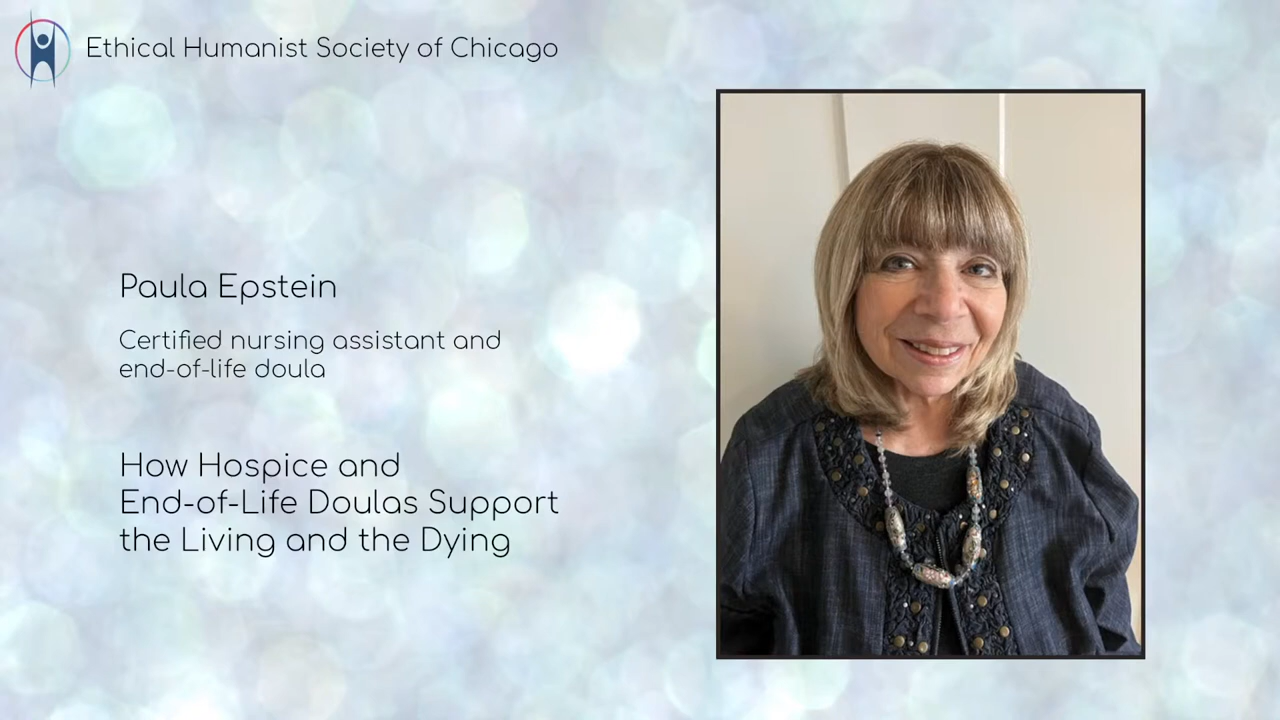 Ethical Humanist Society of Chicago
Paula Epstein
Certified nursing assistant and
end-of-life doula
How Hospice and
End-of-Life Doulas Support
the Living and the Dying